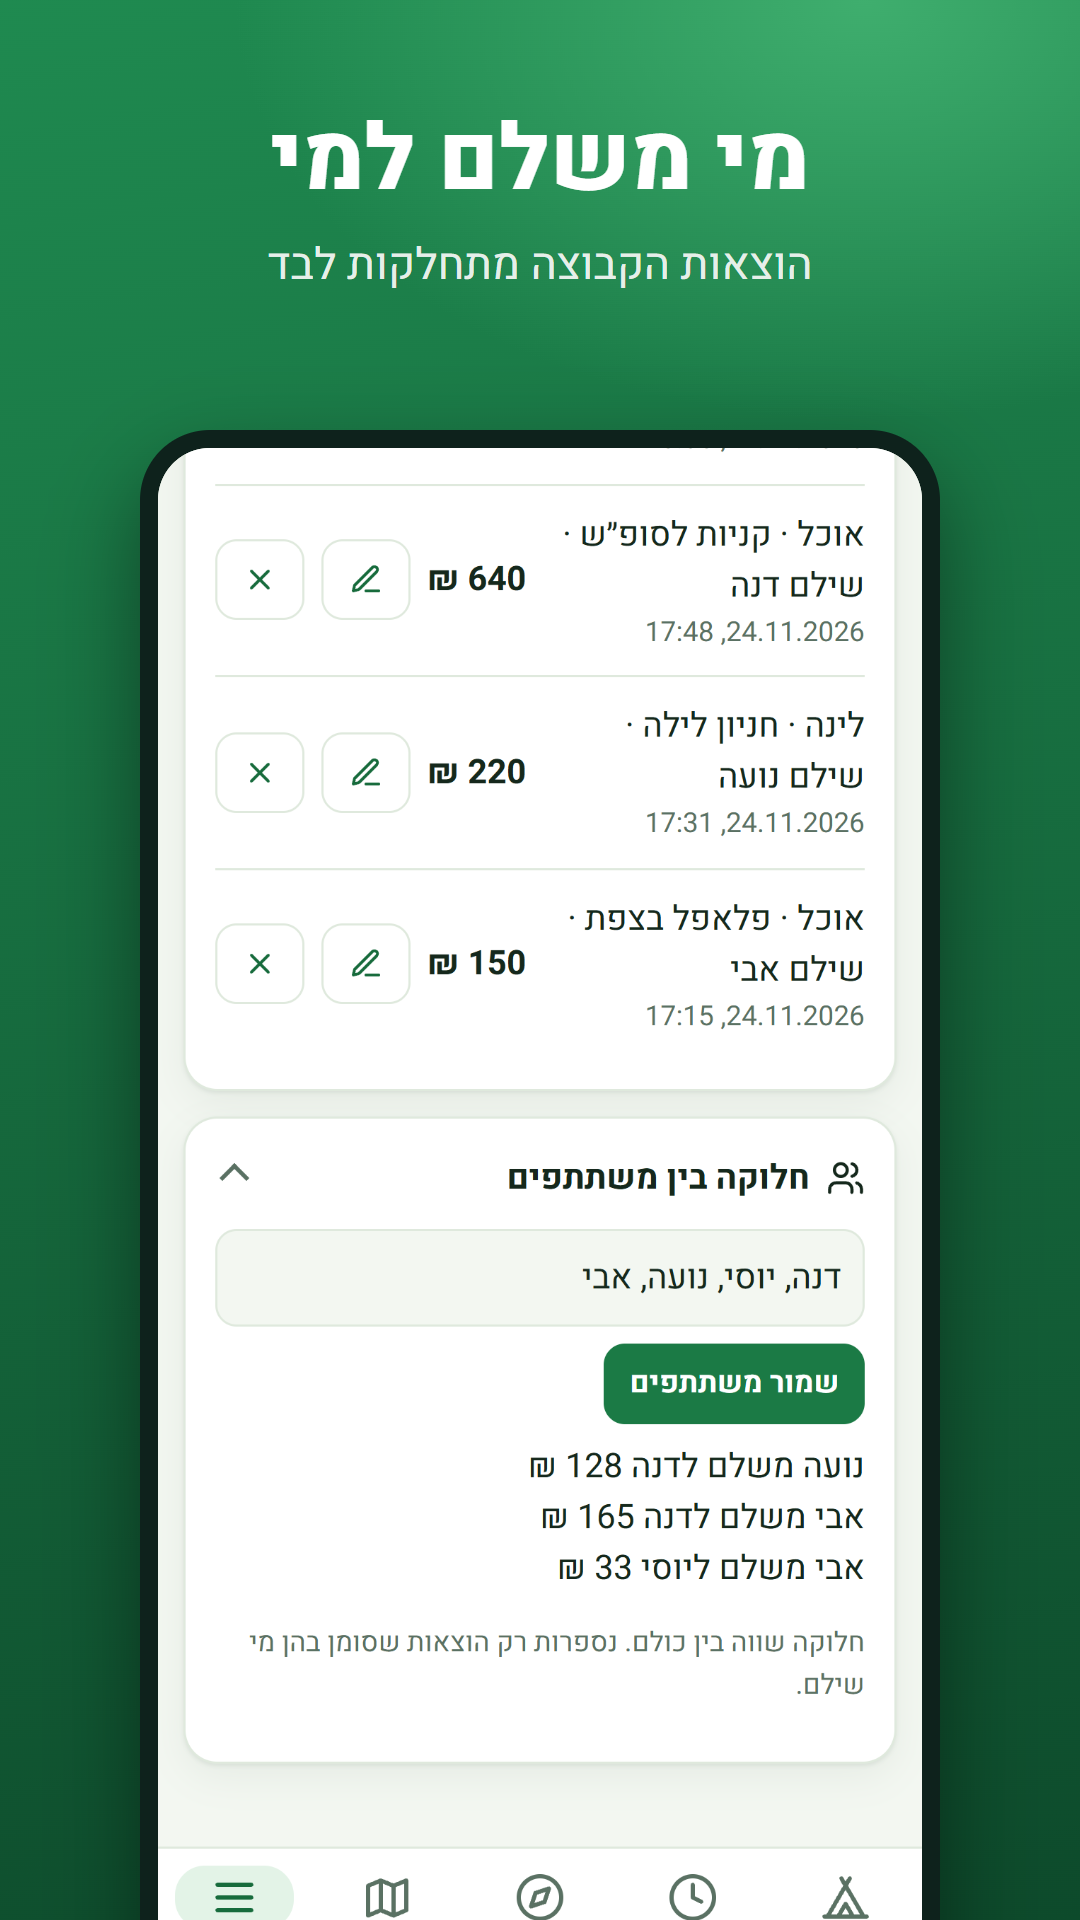 מי משלם למי
הוצאות הקבוצה מתחלקות לבד
אוכל · קניות לסופ״ש ·
שילם דנה
24.11.2026, 17:48
640 ₪
לינה · חניון לילה ·
שילם נועה
24.11.2026, 17:31
220 ₪
אוכל · פלאפל בצפת ·
שילם אבי
24.11.2026, 17:15
150 ₪
חלוקה בין משתתפים
דנה, יוסי, נועה, אבי
שמור משתתפים
נועה משלם לדנה 128 ₪
אבי משלם לדנה 165 ₪
אבי משלם ליוסי 33 ₪
חלוקה שווה בין כולם. נספרות רק הוצאות שסומן בהן מי
שילם.